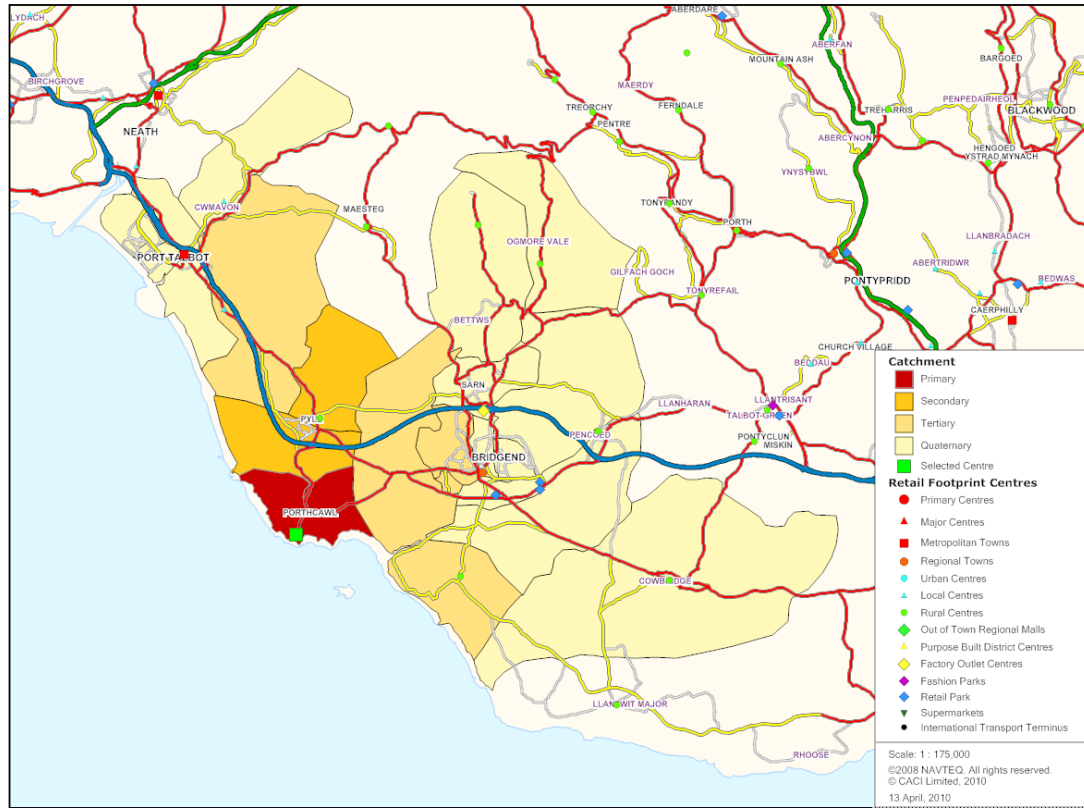 LYDACH
ABERDARE
BIRCHGROVE
ABERFAN
MOUNTAIN ASH
BARGOED
MAERDY
TREORCHY
FERNDALE
TREHARRIS
PENPEDAIRHEOL
BLACKWOOD
NEATH
PENTRE
ABERCYNON
HENGOED
YSTRAD MYNACH
YNYSYBWL
CWMAVON
MAESTEG
TONYPANDY
PORTH
OGMORE VALE
LLANBRADACH
PORT TALBOT
GILFACH GOCH
ABERTRIDWR
TONYREFAIL
PONTYPRIDD
BEDWAS
CAERPHILLY
BETTWS
CHURCH VILLAGE
BEDDAU
SARN
LLANHARAN
LLANTRISANT
TALBOT GREEN
PYLE
PENCOED
PONTYCLUN
MISKIN
BRIDGEND
PORTHCAWL
COWBRIDGE
LLANTWIT MAJOR
RHOOSE
Catchment
Primary
Secondary
Tertiary
Quaternary
Selected Centre
Retail Footprint Centres
Primary Centres
Major Centres
Metropolitan Towns
Regional Towns
Urban Centres
Local Centres
Rural Centres
Out of Town Regional Malls
Purpose Built District Centres
Factory Outlet Centres
Fashion Parks
Retail Park
Supermarkets
International Transport Terminus
Scale: 1 : 175,000
©2008 NAVTEQ. All rights reserved.
© CACI Limited, 2010
13 April, 2010